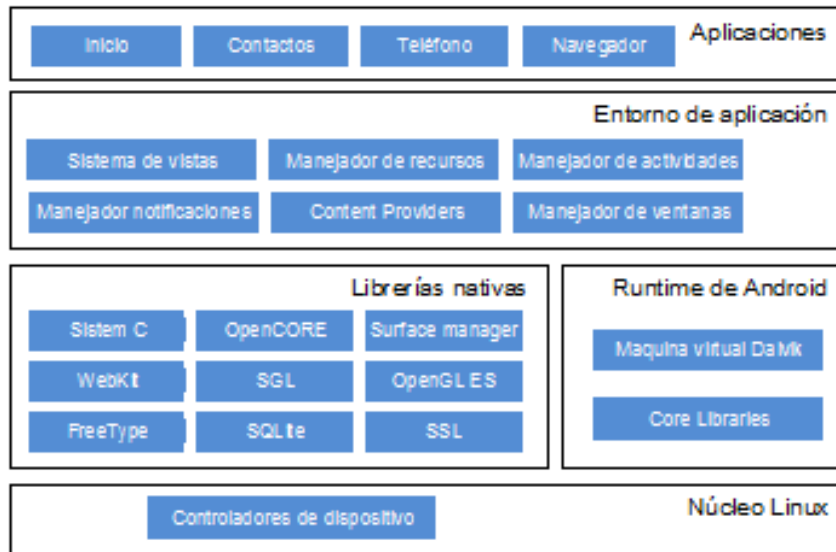 Inicio Contactos Teléfono Navegador Aplicaciones
Entorno de aplicación
Sistema de vistas Manejador de recursos Manejador de actividades
Manejador notificaciones Content Providers Manejador de ventanas
Librerías nativas
Sistem C OpenCORE Surface manager
WebKit SGL OpenGL ES
FreeType SQLite SSL
Runtime de Android
Maquina virtual Dalvik
Core Libraries
Núcleo Linux
Controladores de dispositivo